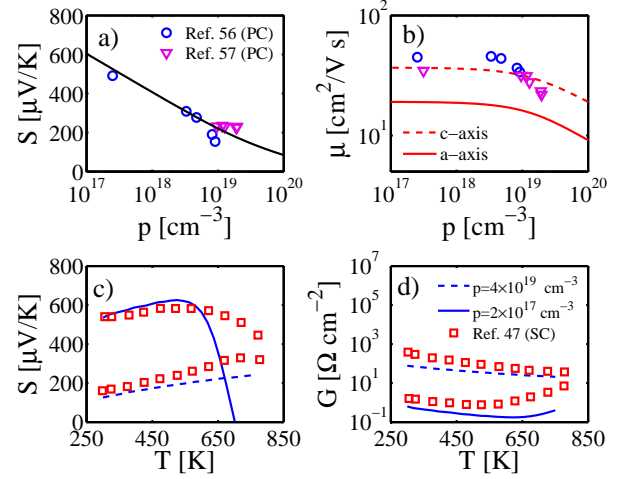 a)
Ref. 56 (PC)
Ref. 57 (PC)
S [μV/K]
800
600
400
200
0
10^17 10^18 10^19 10^20
p [cm^−3]
b)
μ [cm^2/V s]
10^2
10^1
c−axis
a−axis
10^17 10^18 10^19 10^20
p [cm^−3]
c)
S [μV/K]
800
600
400
200
0
250 450 650 850
T [K]
d)
p=4×10^19 cm^−3
p=2×10^17 cm^−3
Ref. 47 (SC)
G [Ω cm^−2]
10^7
10^5
10^3
10^1
10^−1
250 450 650 850
T [K]